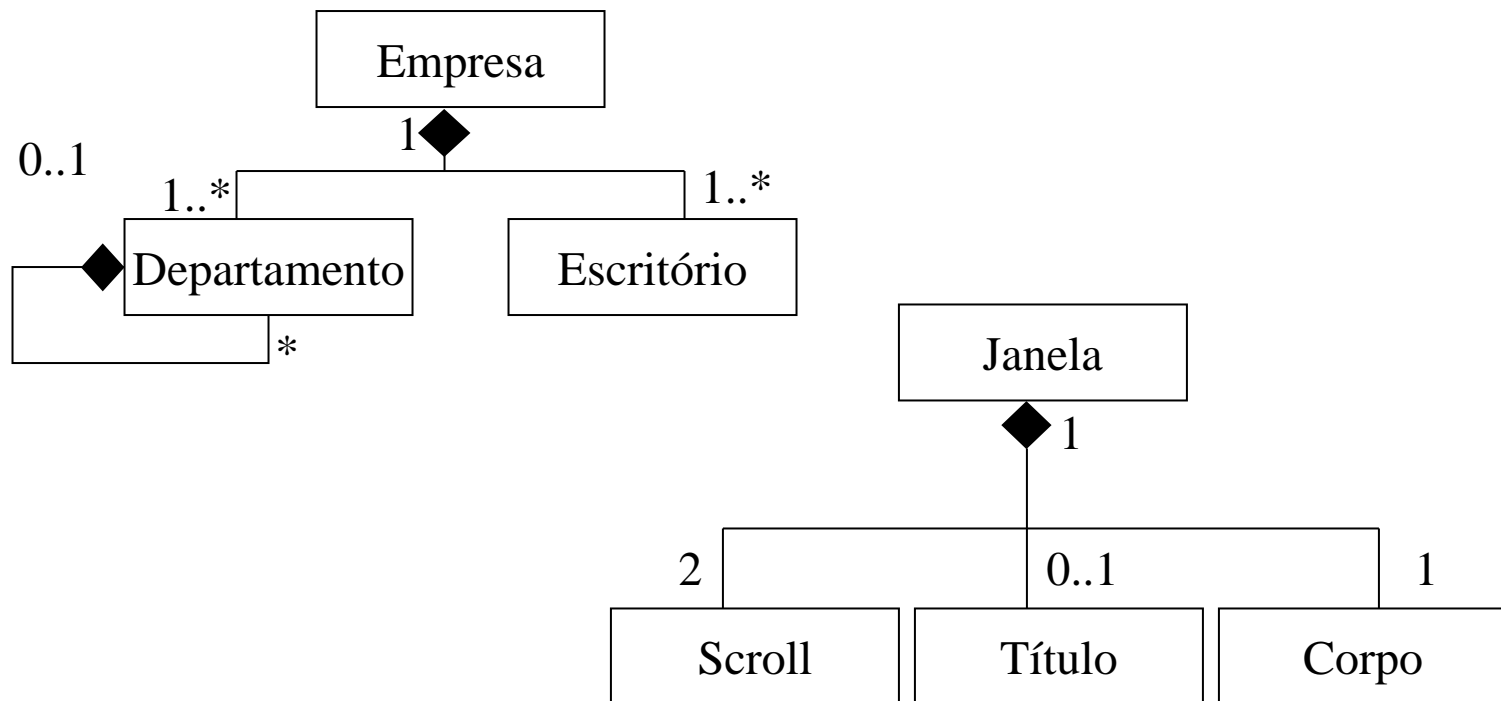 Empresa
1
0..1
1..*
1..*
Departamento
Escritório
*
Janela
1
2
0..1
1
Scroll
Título
Corpo